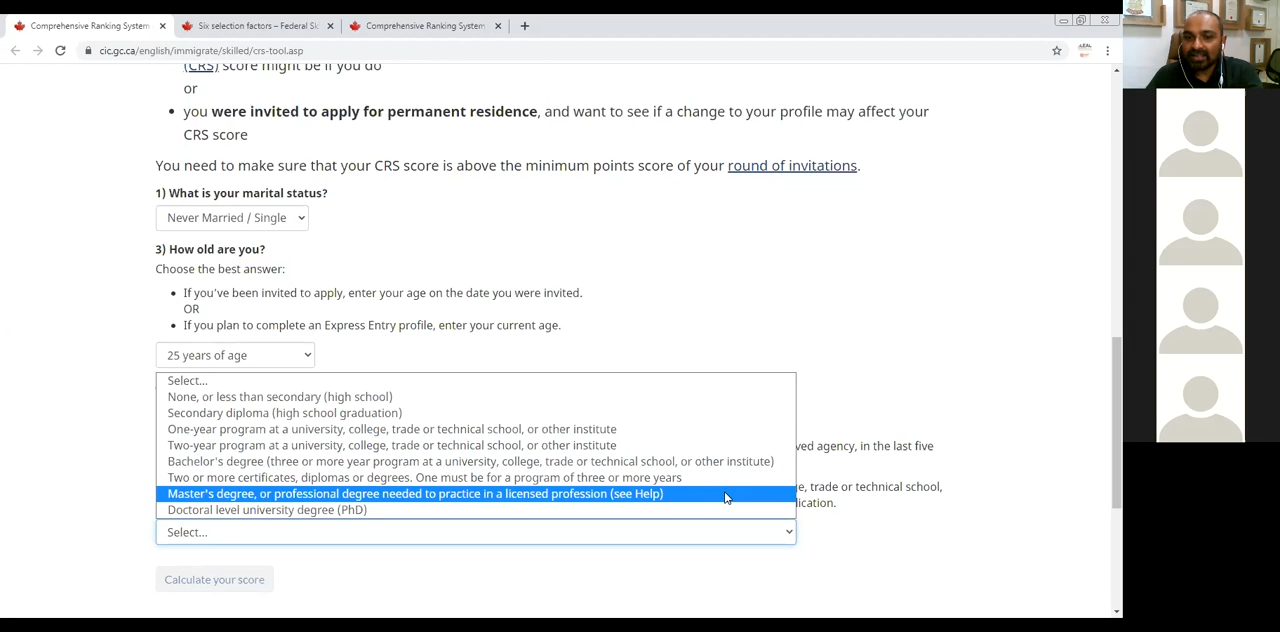 Comprehensive Ranking System
Six selection factors – Federal Sk
Comprehensive Ranking System
cic.gc.ca/english/immigrate/skilled/crs-tool.asp
(CRS) score might be if you do
or
you were invited to apply for permanent residence, and want to see if a change to your profile may affect your
CRS score
You need to make sure that your CRS score is above the minimum points score of your round of invitations.
1) What is your marital status?
Never Married / Single
3) How old are you?
Choose the best answer:
If you've been invited to apply, enter your age on the date you were invited.
OR
If you plan to complete an Express Entry profile, enter your current age.
25 years of age
Select...
None, or less than secondary (high school)
Secondary diploma (high school graduation)
One-year program at a university, college, trade or technical school, or other institute
Two-year program at a university, college, trade or technical school, or other institute
ved agency, in the last five
Bachelor's degree (three or more year program at a university, college, trade or technical school, or other institute)
Two or more certificates, diplomas or degrees. One must be for a program of three or more years
Master's degree, or professional degree needed to practice in a licensed profession (see Help)
e, trade or technical school,
lication.
Doctoral level university degree (PhD)
Select...
Calculate your score